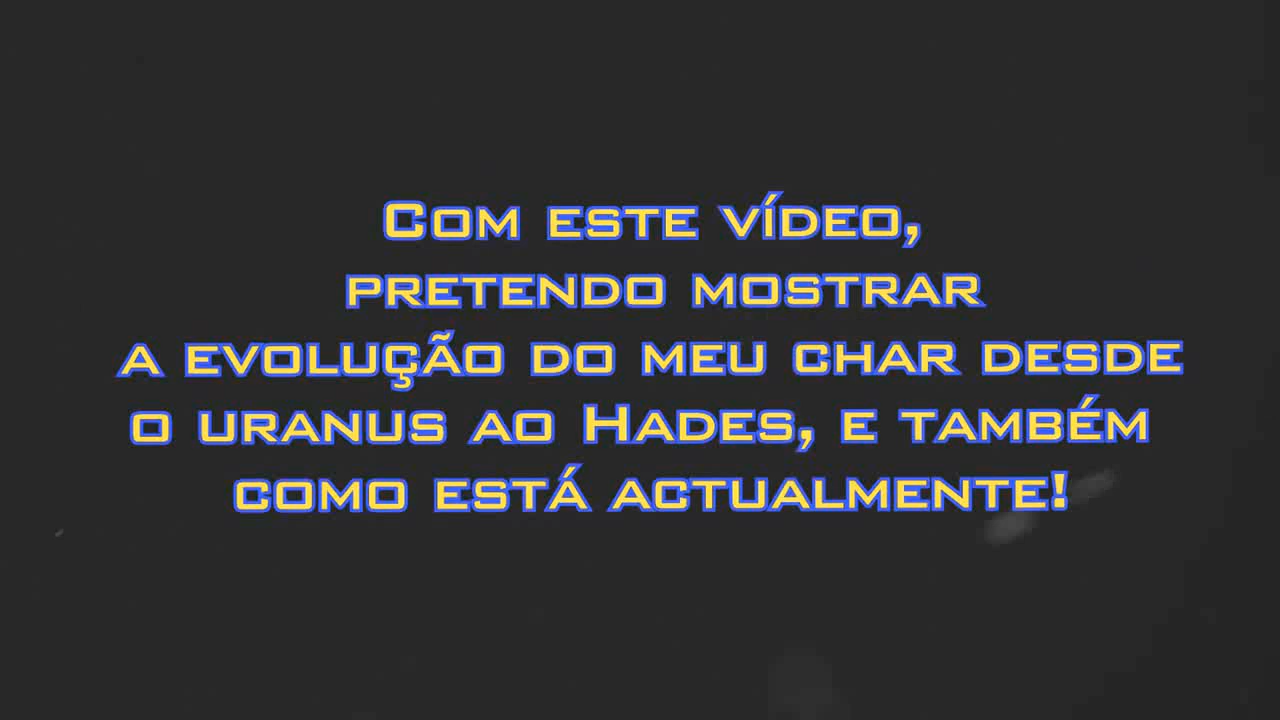 Com este vídeo,
pretendo mostrar
a evolução do meu char desde
o uranus ao Hades, e também
como está actualmente!